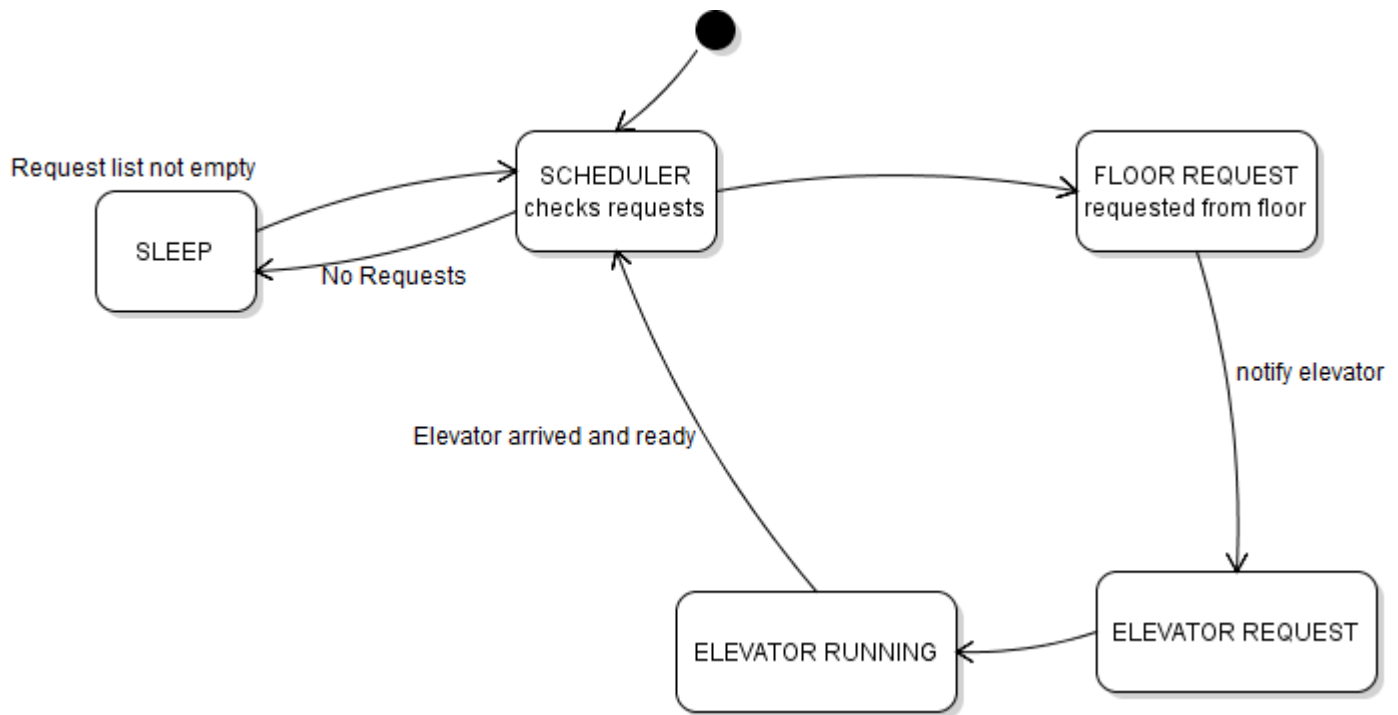 Request list not empty
SCHEDULER
checks requests
FLOOR REQUEST
requested from floor
SLEEP
No Requests
notify elevator
Elevator arrived and ready
ELEVATOR REQUEST
ELEVATOR RUNNING